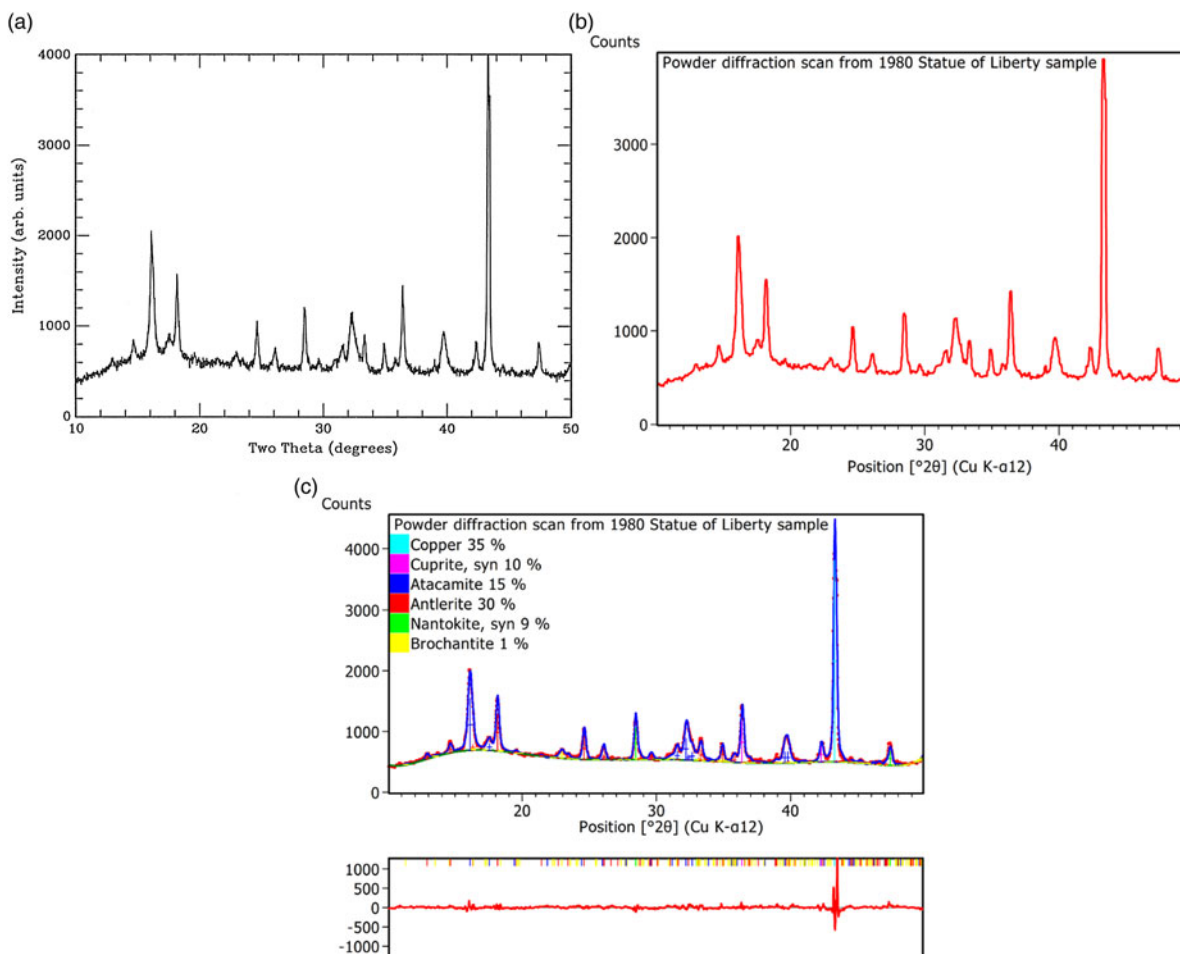 (a)
4000
3000
2000
1000
0
Intensity (arb. units)
10 20 30 40 50
Two Theta (degrees)
(b)
Counts
Powder diffraction scan from 1980 Statue of Liberty sample
3000
2000
1000
0
20 30 40
Position [°2θ] (Cu K-α12)
(c)
Counts
Powder diffraction scan from 1980 Statue of Liberty sample
Copper 35 %
Cuprite, syn 10 %
Atacamite 15 %
Antlerite 30 %
Nantokite, syn 9 %
Brochantite 1 %
4000
3000
2000
1000
0
20 30 40
Position [°2θ] (Cu K-α12)
1000
500
0
-500
-1000